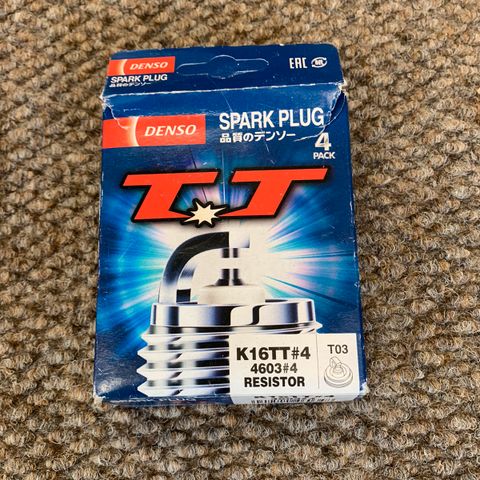 DENSO
SPARK PLUG
品質のデンソー
EAC
DENSO
SPARK PLUG
品質のデンソー
4
PACK
TT
K16TT#4
4603#4
RESISTOR
T03